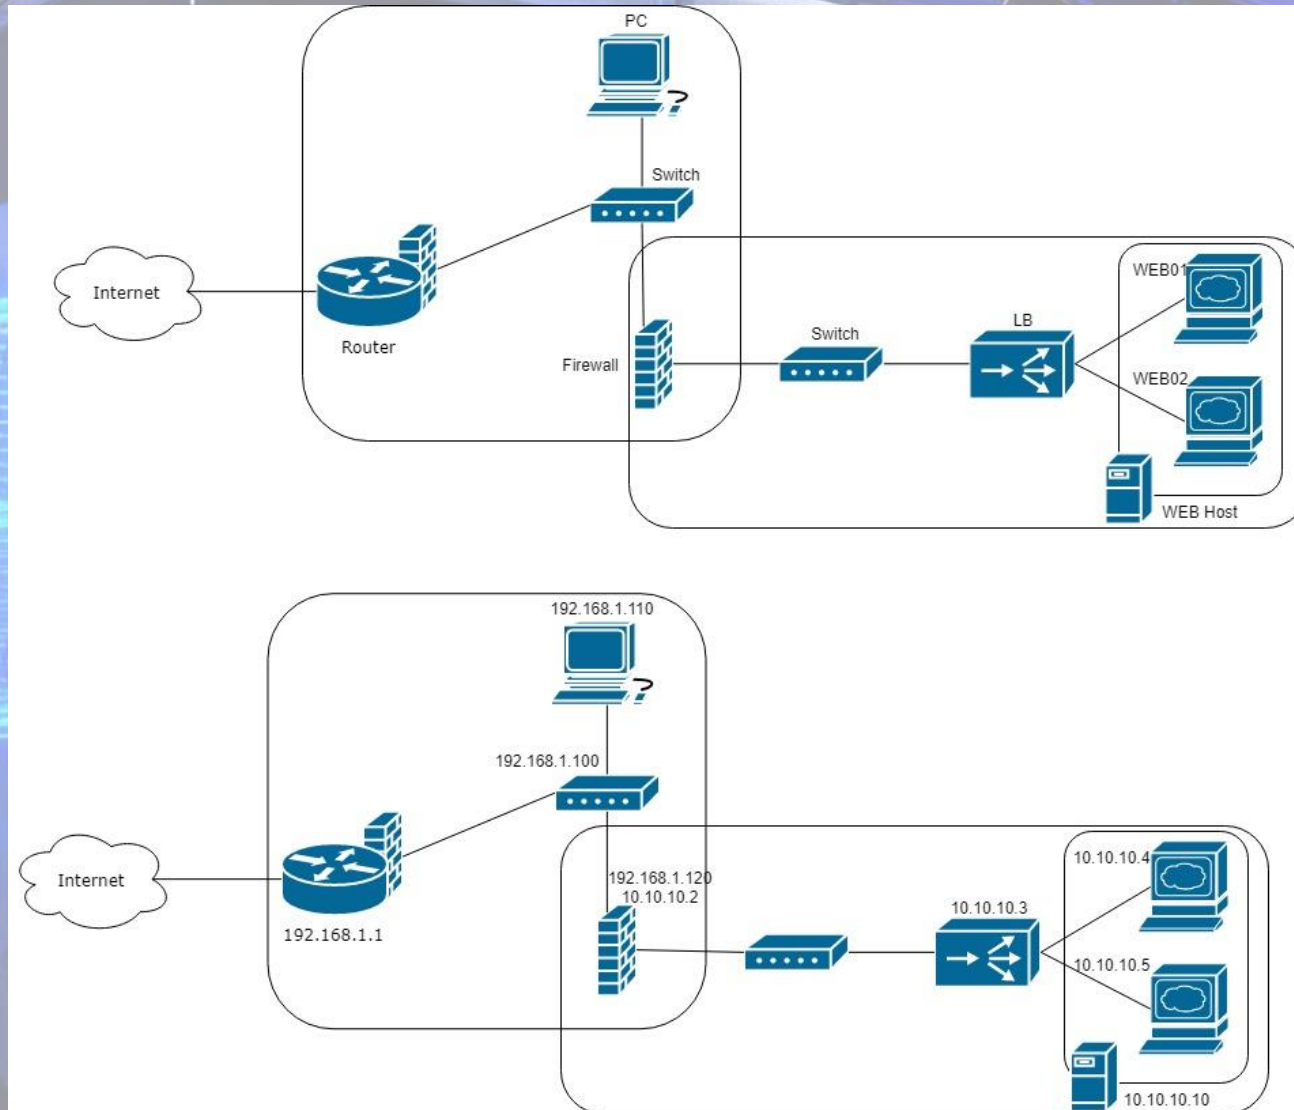 PC
Switch
Internet
Router
Firewall
Switch
LB
WEB01
WEB02
WEB Host
192.168.1.110
192.168.1.100
Internet
192.168.1.1
192.168.1.120
10.10.10.2
10.10.10.3
10.10.10.4
10.10.10.5
10.10.10.10